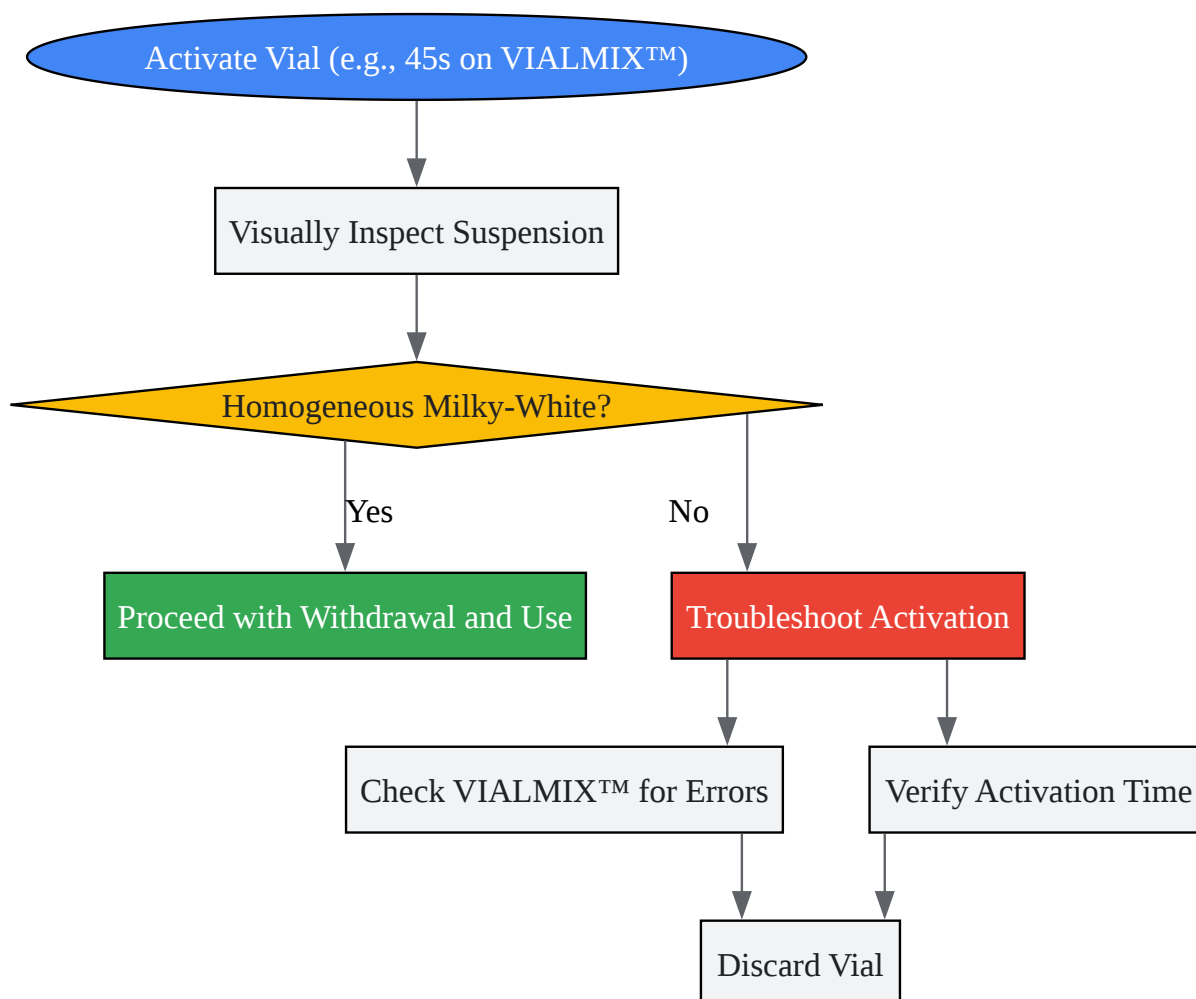 Activate Vial (e.g., 45s on VIALMIX™)
Visually Inspect Suspension
Homogeneous Milky-White?
Yes
No
Proceed with Withdrawal and Use
Troubleshoot Activation
Check VIALMIX™ for Errors
Verify Activation Time
Discard Vial